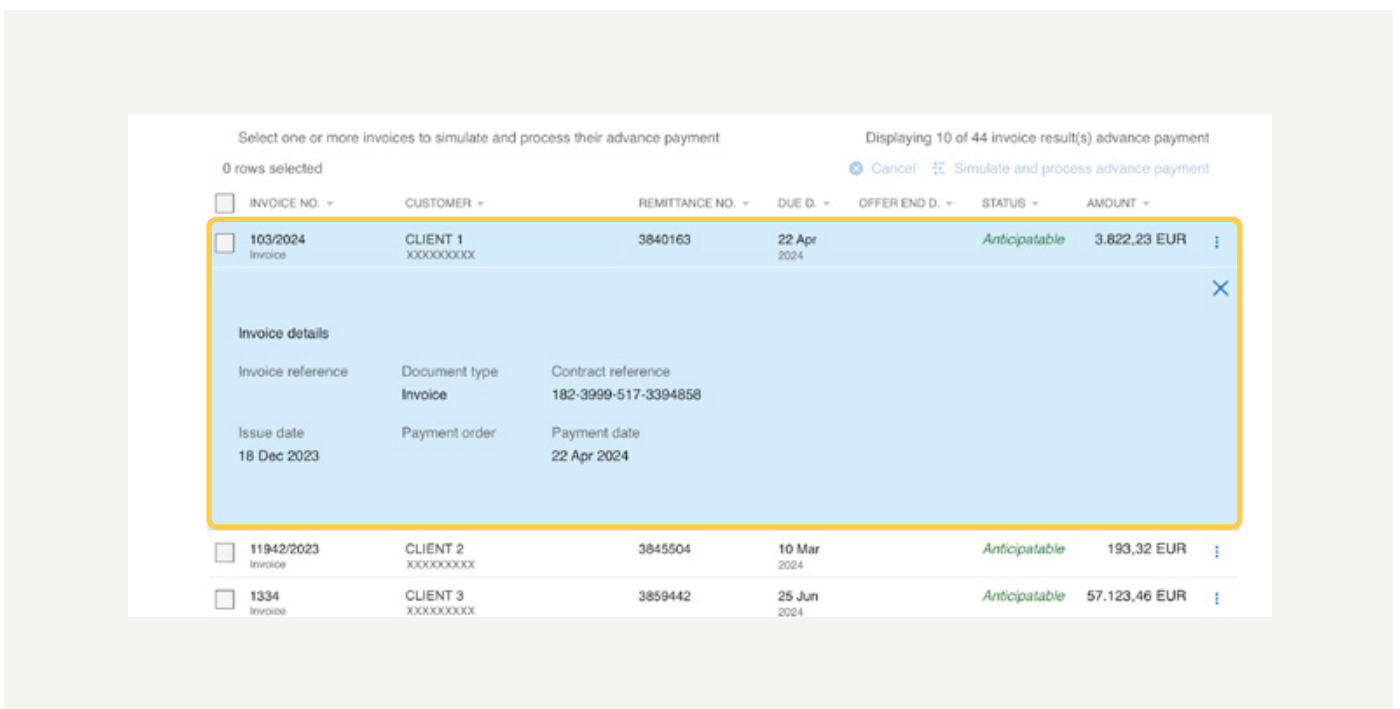 Select one or more invoices to simulate and process their advance payment Displaying 10 of 44 invoice result(s) advance payment
0 rows selected Cancel Simulate and process advance payment
INVOICE NO. CUSTOMER REMITTANCE NO. DUE D. OFFER END D. STATUS AMOUNT
103/2024 CLIENT 1 3840163 22 Apr Anticipatable 3.822,23 EUR
Invoice XXXXXXXXX 2024
Invoice details
Invoice reference Document type Contract reference
Invoice 182-3999-517-3394858
Issue date Payment order Payment date
18 Dec 2023 22 Apr 2024
11942/2023 CLIENT 2 3845504 10 Mar Anticipatable 193,32 EUR
Invoice XXXXXXXXX 2024
1334 CLIENT 3 3859442 25 Jun Anticipatable 57.123,46 EUR
Invoice XXXXXXXXX 2024